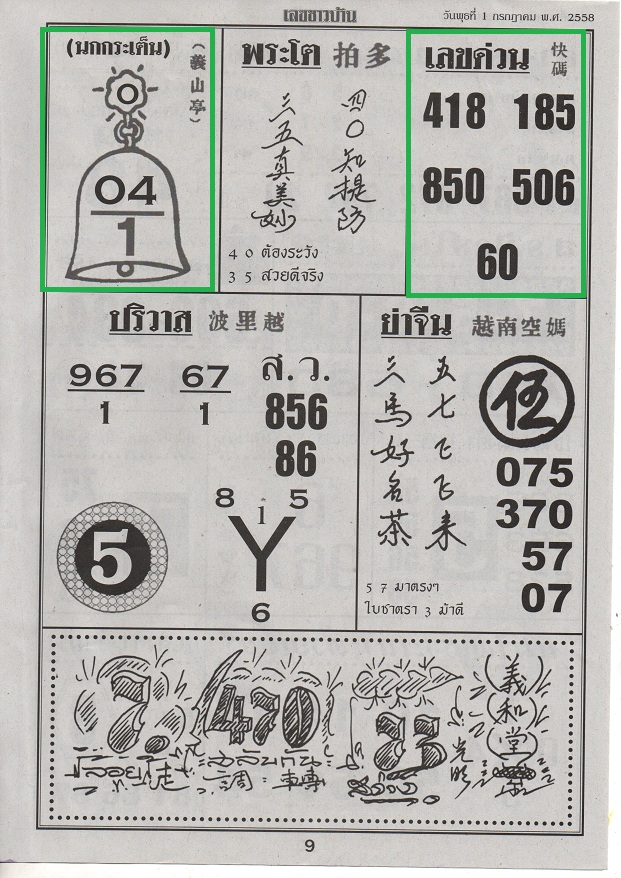 เลขชาวบ้าน
วันพุธที่ 1 กรกฎาคม พ.ศ. 2558
(นกกระเต็น)
(義山亭)
0
04
1
พระโต 拍多
四〇知提防
三五真美妙
4 0 ต้องระวัง
3 5 สวยดีจริง
เลขด่วน 快碼
418 185
850 506
60
ปริวาส 波里越
967 67
1 1
ส.ว.
856
86
5
8 1 5
Y
6
ย่าจีน 越南空媽
五七飞飞来
三馬好名茶
伍
075
370
57
07
5 7 มาตรงๆ
ใบชาตรา 3 ม้าดี
7
470
義和堂
光明
9